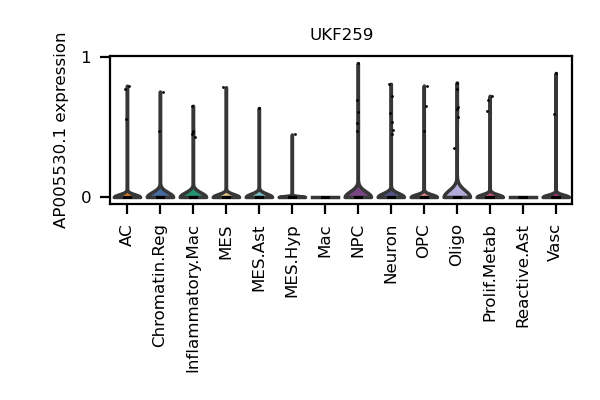 UKF259
AP005530.1 expression
1
0
AC
Chromatin.Reg
Inflammatory.Mac
MES
MES.Ast
MES.Hyp
Mac
NPC
Neuron
OPC
Oligo
Prolif.Metab
Reactive.Ast
Vasc